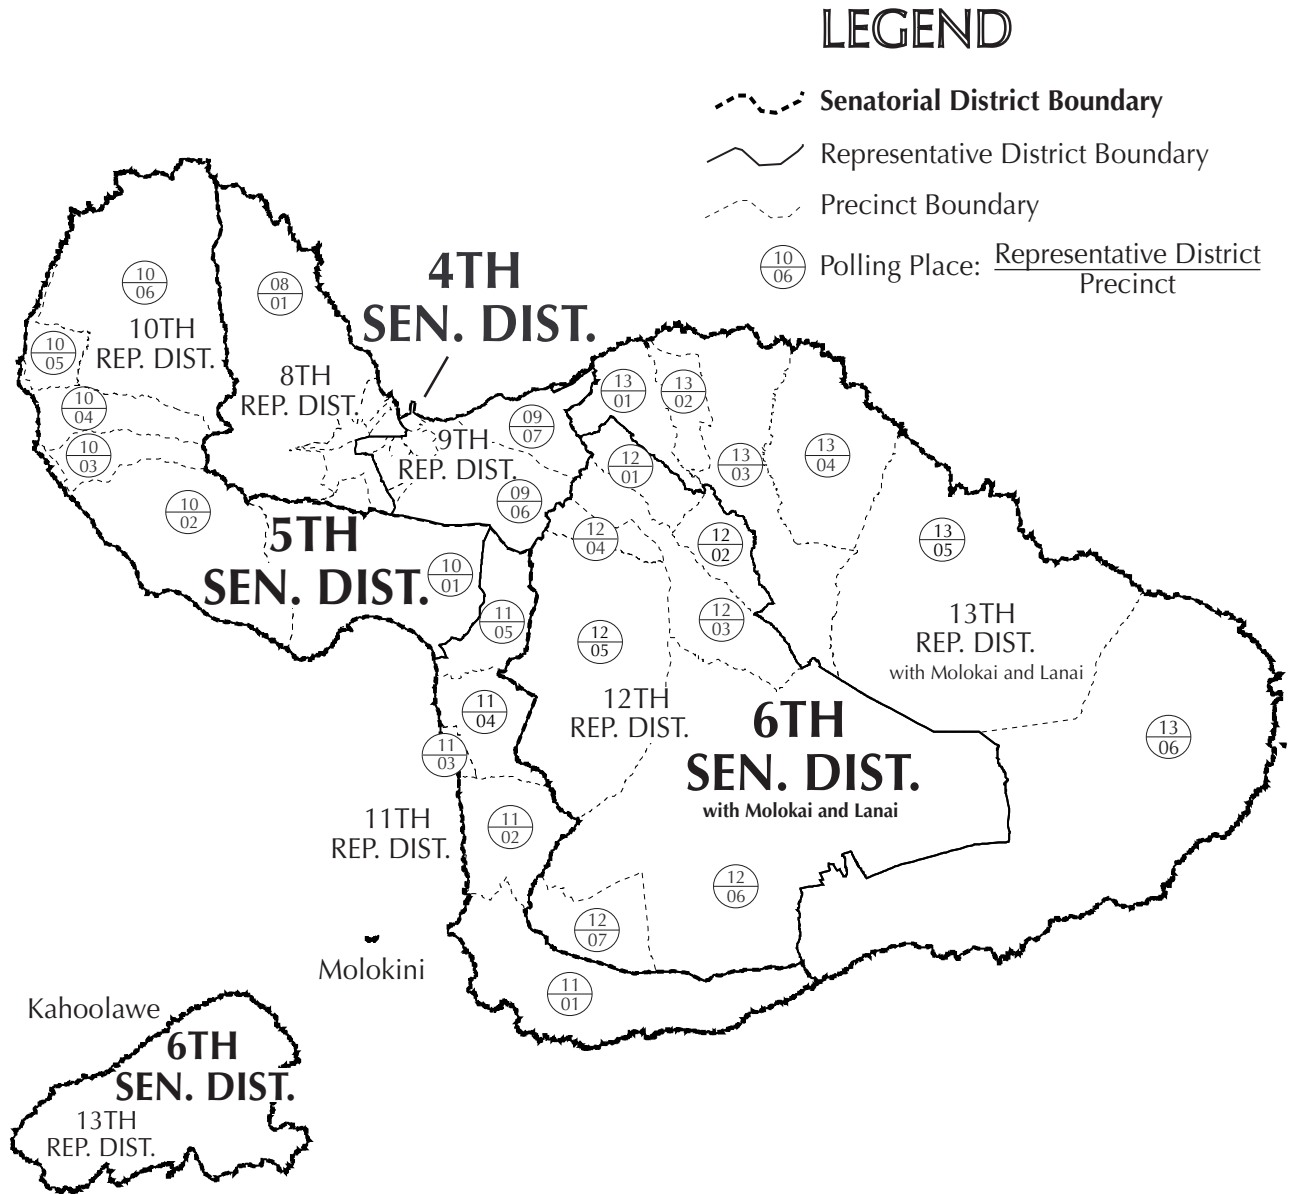 LEGEND
Senatorial District Boundary
Representative District Boundary
Precinct Boundary
10
06
Polling Place: Representative District
Precinct
4TH
SEN. DIST.
10
06
08
01
10TH
REP. DIST.
10
05
8TH
REP. DIST.
10
04
10
03
10
02
9TH
REP. DIST.
09
07
09
06
13
01
13
02
13
03
13
04
12
01
12
02
12
04
12
03
12
05
13
05
5TH
SEN. DIST.
10
01
11
05
13TH
REP. DIST.
with Molokai and Lanai
11
04
11
03
12TH
REP. DIST.
6TH
SEN. DIST.
with Molokai and Lanai
13
06
11TH
REP. DIST.
11
02
12
06
12
07
11
01
Molokini
Kahoolawe
6TH
SEN. DIST.
13TH
REP. DIST.